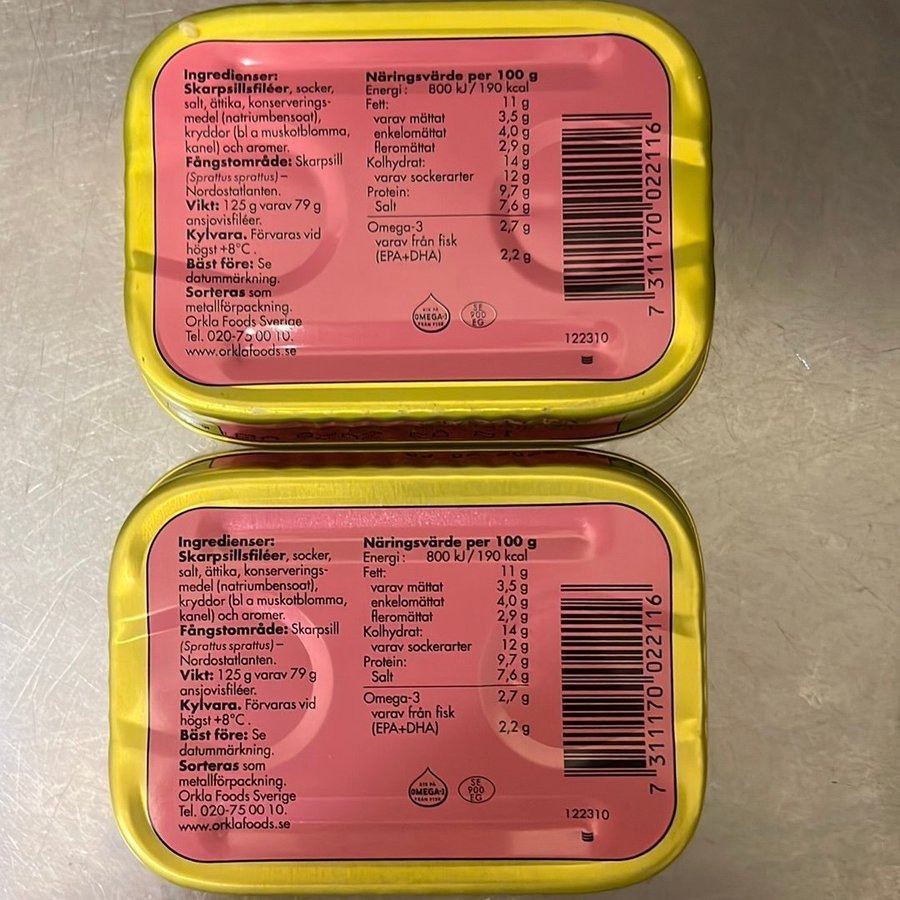 Ingredienser:
Skarpsillsfiléer, socker,
salt, ättika, konserverings-
medel (natriumbensoat),
kryddor (bl a muskotblomma,
kanel) och aromer.
Fångstområde: Skarpsill
(Sprattus sprattus) –
Nordostatlanten.
Vikt: 125 g varav 79 g
ansjovisfiléer.
Kylvara. Förvaras vid
högst +8°C.
Bäst före: Se
datummärkning.
Sorteras som
metallförpackning.
Orkla Foods Sverige
Tel. 020-75 00 10.
www.orklafoods.se
Näringsvärde per 100 g
Energi: 800 kJ/190 kcal
Fett: 11 g
varav mättat 3,5 g
enkelomättat 4,0 g
fleromättat 2,9 g
Kolhydrat: 14 g
varav sockerarter 12 g
Protein: 9,7 g
Salt 7,6 g
Omega-3 2,7 g
varav från fisk
(EPA+DHA) 2,2 g
RIK PÅ
OMEGA-3
FRÅN FISK
SE
900
EG
122310
7 311170 022116
Ingredienser:
Skarpsillsfiléer, socker,
salt, ättika, konserverings-
medel (natriumbensoat),
kryddor (bl a muskotblomma,
kanel) och aromer.
Fångstområde: Skarpsill
(Sprattus sprattus) –
Nordostatlanten.
Vikt: 125 g varav 79 g
ansjovisfiléer.
Kylvara. Förvaras vid
högst +8°C.
Bäst före: Se
datummärkning.
Sorteras som
metallförpackning.
Orkla Foods Sverige
Tel. 020-75 00 10.
www.orklafoods.se
Näringsvärde per 100 g
Energi: 800 kJ/190 kcal
Fett: 11 g
varav mättat 3,5 g
enkelomättat 4,0 g
fleromättat 2,9 g
Kolhydrat: 14 g
varav sockerarter 12 g
Protein: 9,7 g
Salt 7,6 g
Omega-3 2,7 g
varav från fisk
(EPA+DHA) 2,2 g
RIK PÅ
OMEGA-3
FRÅN FISK
SE
900
EG
122310
7 311170 022116